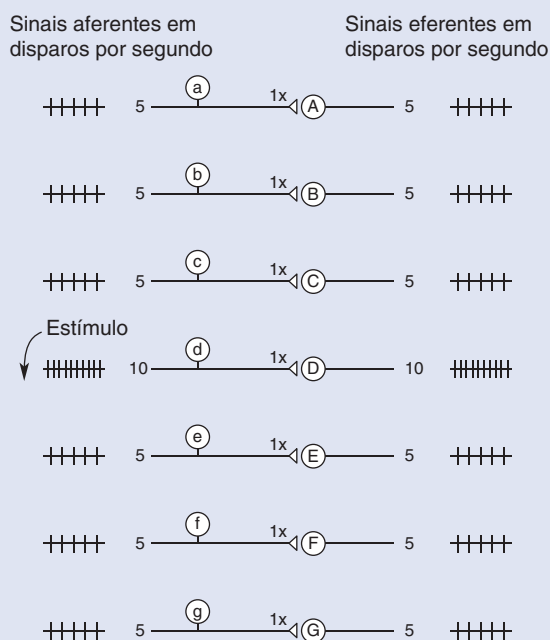 Sinais aferentes em
disparos por segundo
Sinais eferentes em
disparos por segundo
a
5 1x A 5
b
5 1x B 5
c
5 1x C 5
Estímulo
d
10 1x D 10
e
5 1x E 5
f
5 1x F 5
g
5 1x G 5